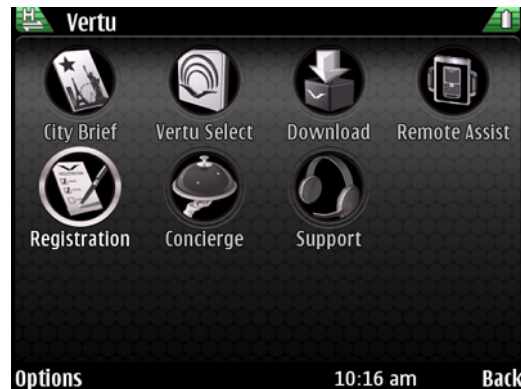 H Vertu
City Brief Vertu Select Download Remote Assist
Registration Concierge Support
Options 10:16 am Back